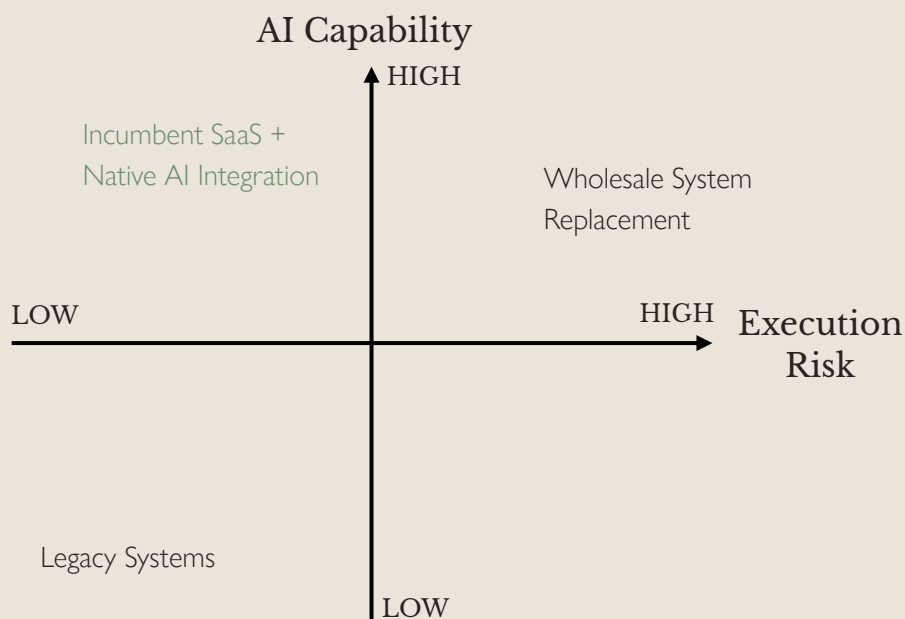 AI Capability
HIGH
Incumbent SaaS +
Native AI Integration
Wholesale System
Replacement
LOW
HIGH
Execution
Risk
Legacy Systems
LOW